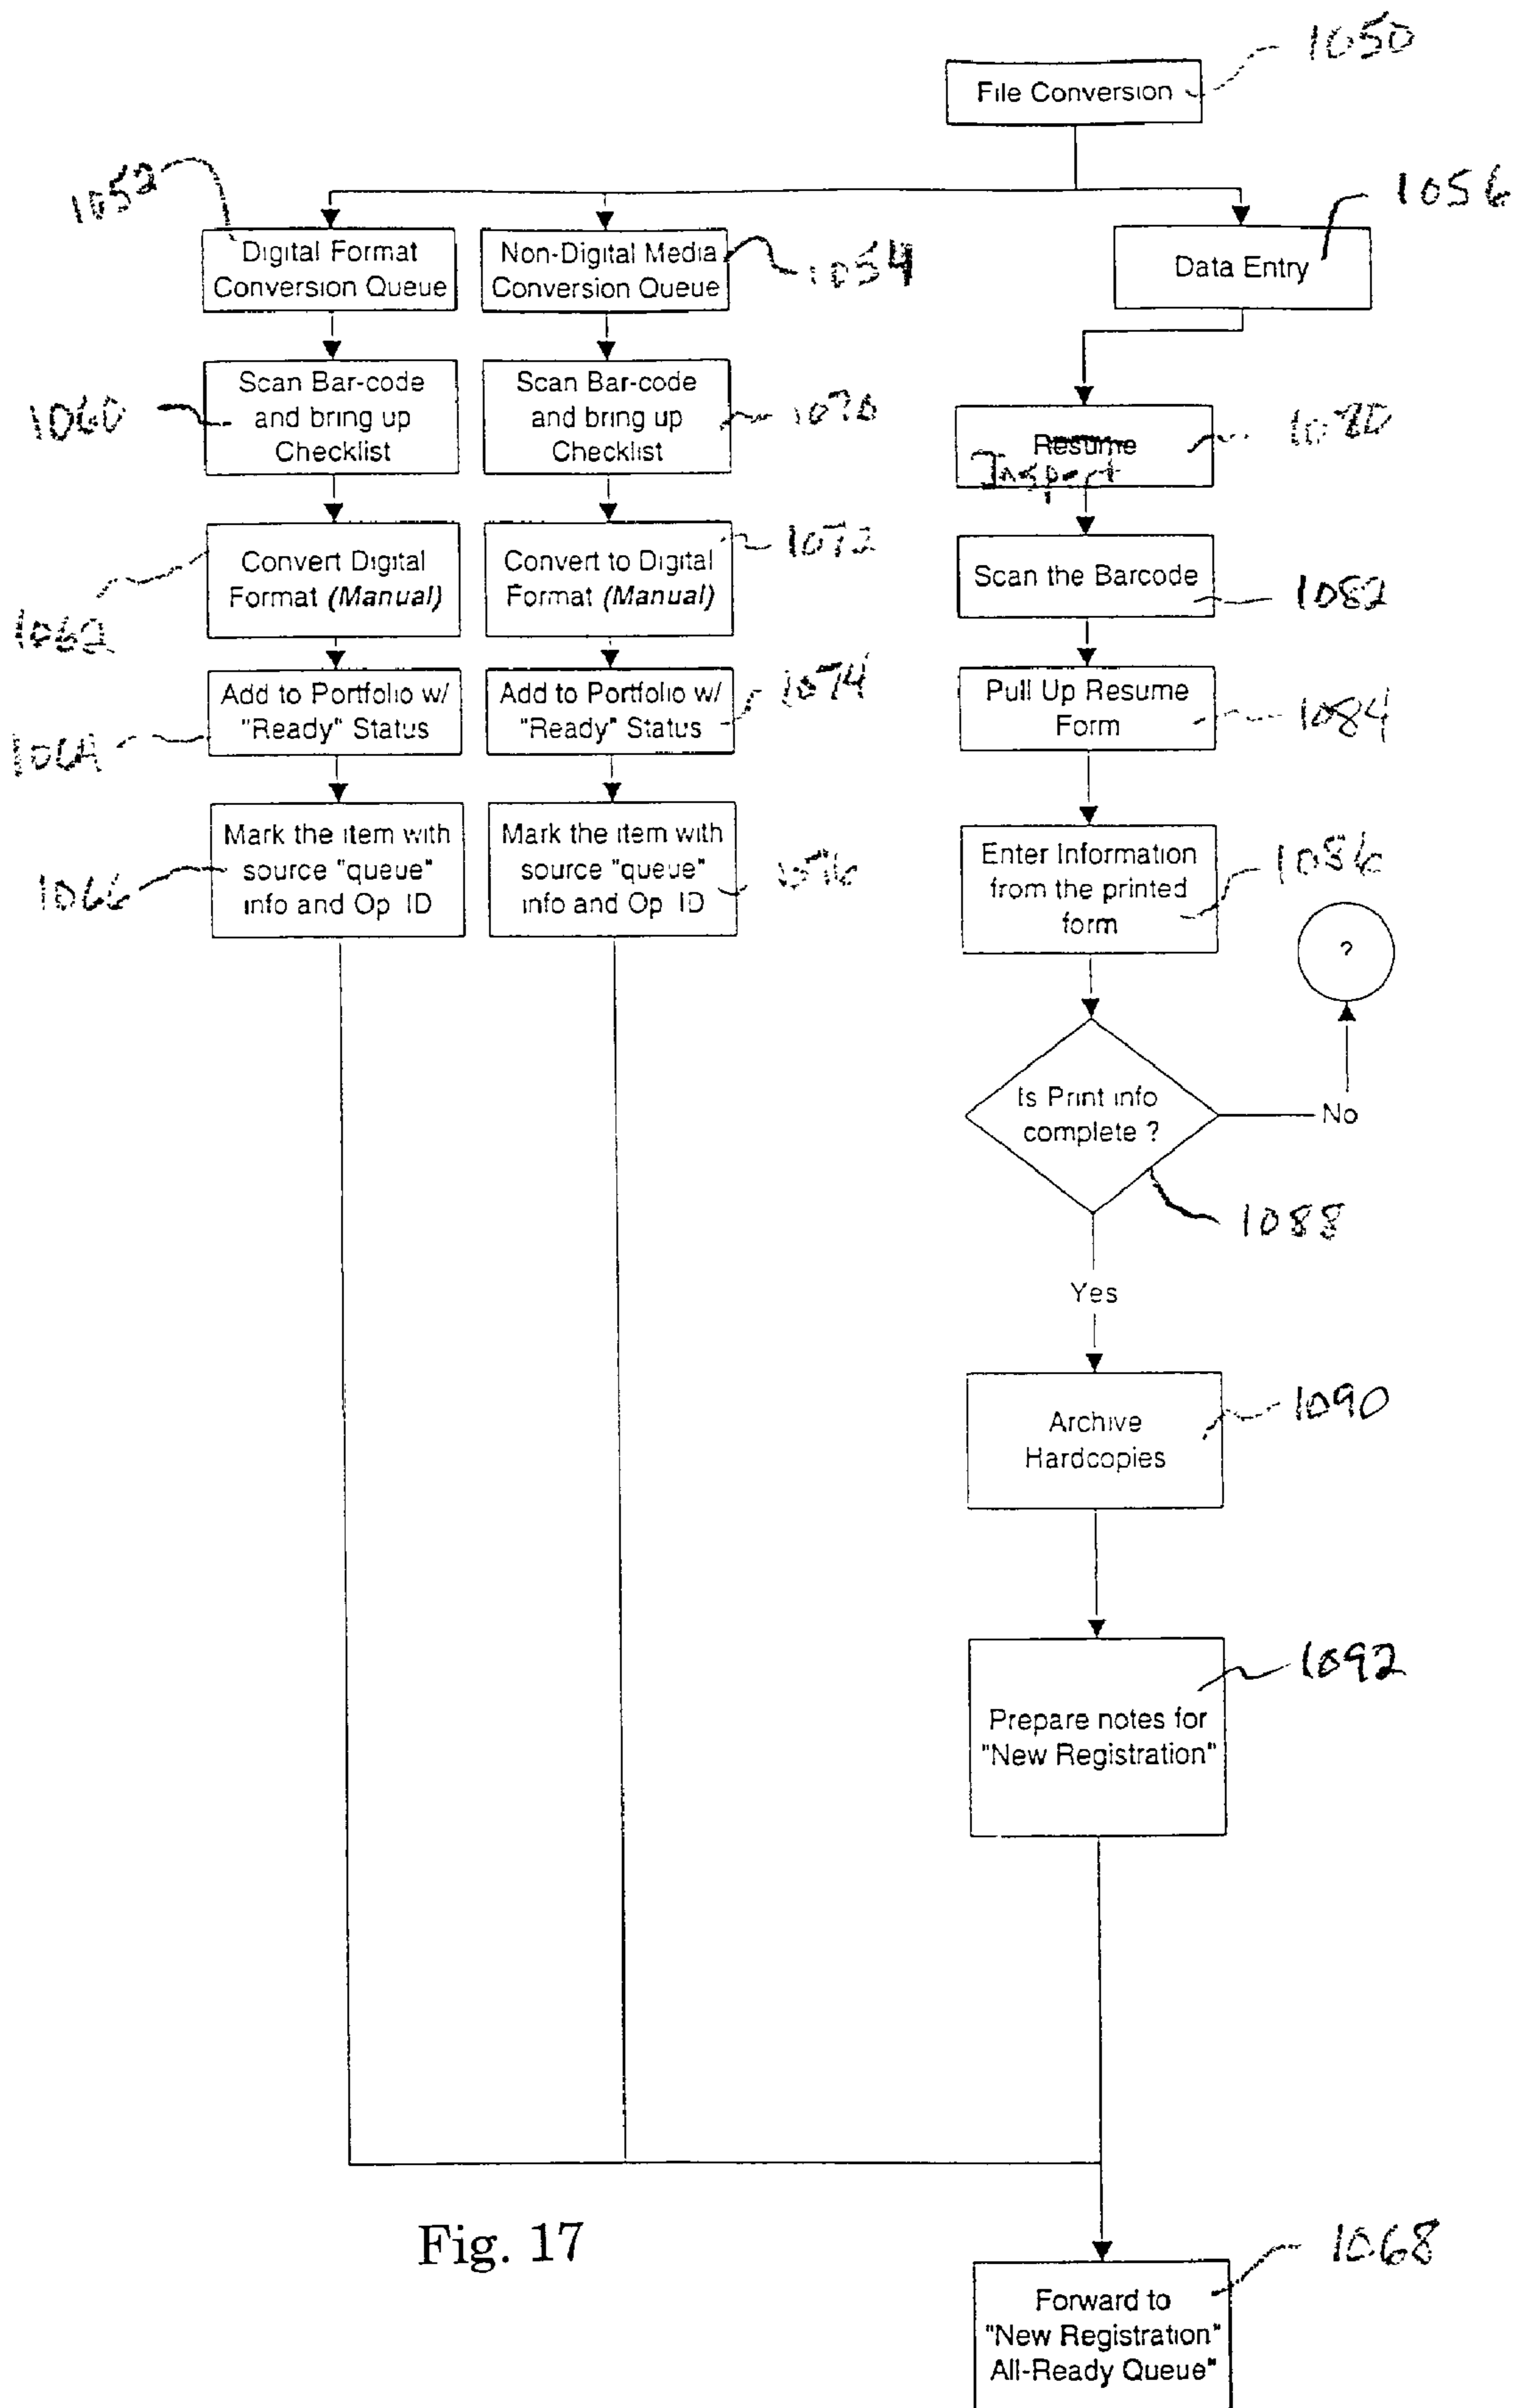 1050
File Conversion
1052
1056
Digital Format
Conversion Queue
Non-Digital Media
Conversion Queue
1054
Data Entry
Scan Bar-code
and bring up
Checklist
1060
Scan Bar-code
and bring up
Checklist
1070
Resume
1080
Convert Digital
Format (Manual)
1062
Convert to Digital
Format (Manual)
1072
Scan the Barcode
1082
Add to Portfolio w/
"Ready" Status
1064
Add to Portfolio w/
"Ready" Status
1074
Pull Up Resume
Form
1084
Mark the item with
source "queue"
info and Op ID
1066
Mark the item with
source "queue"
info and Op ID
1076
Enter Information
from the printed
form
1086
?
Is Print info
complete ?
No
1088
Yes
Archive
Hardcopies
1090
Prepare notes for
"New Registration"
1092
Fig. 17
1068
Forward to
"New Registration"
All-Ready Queue"